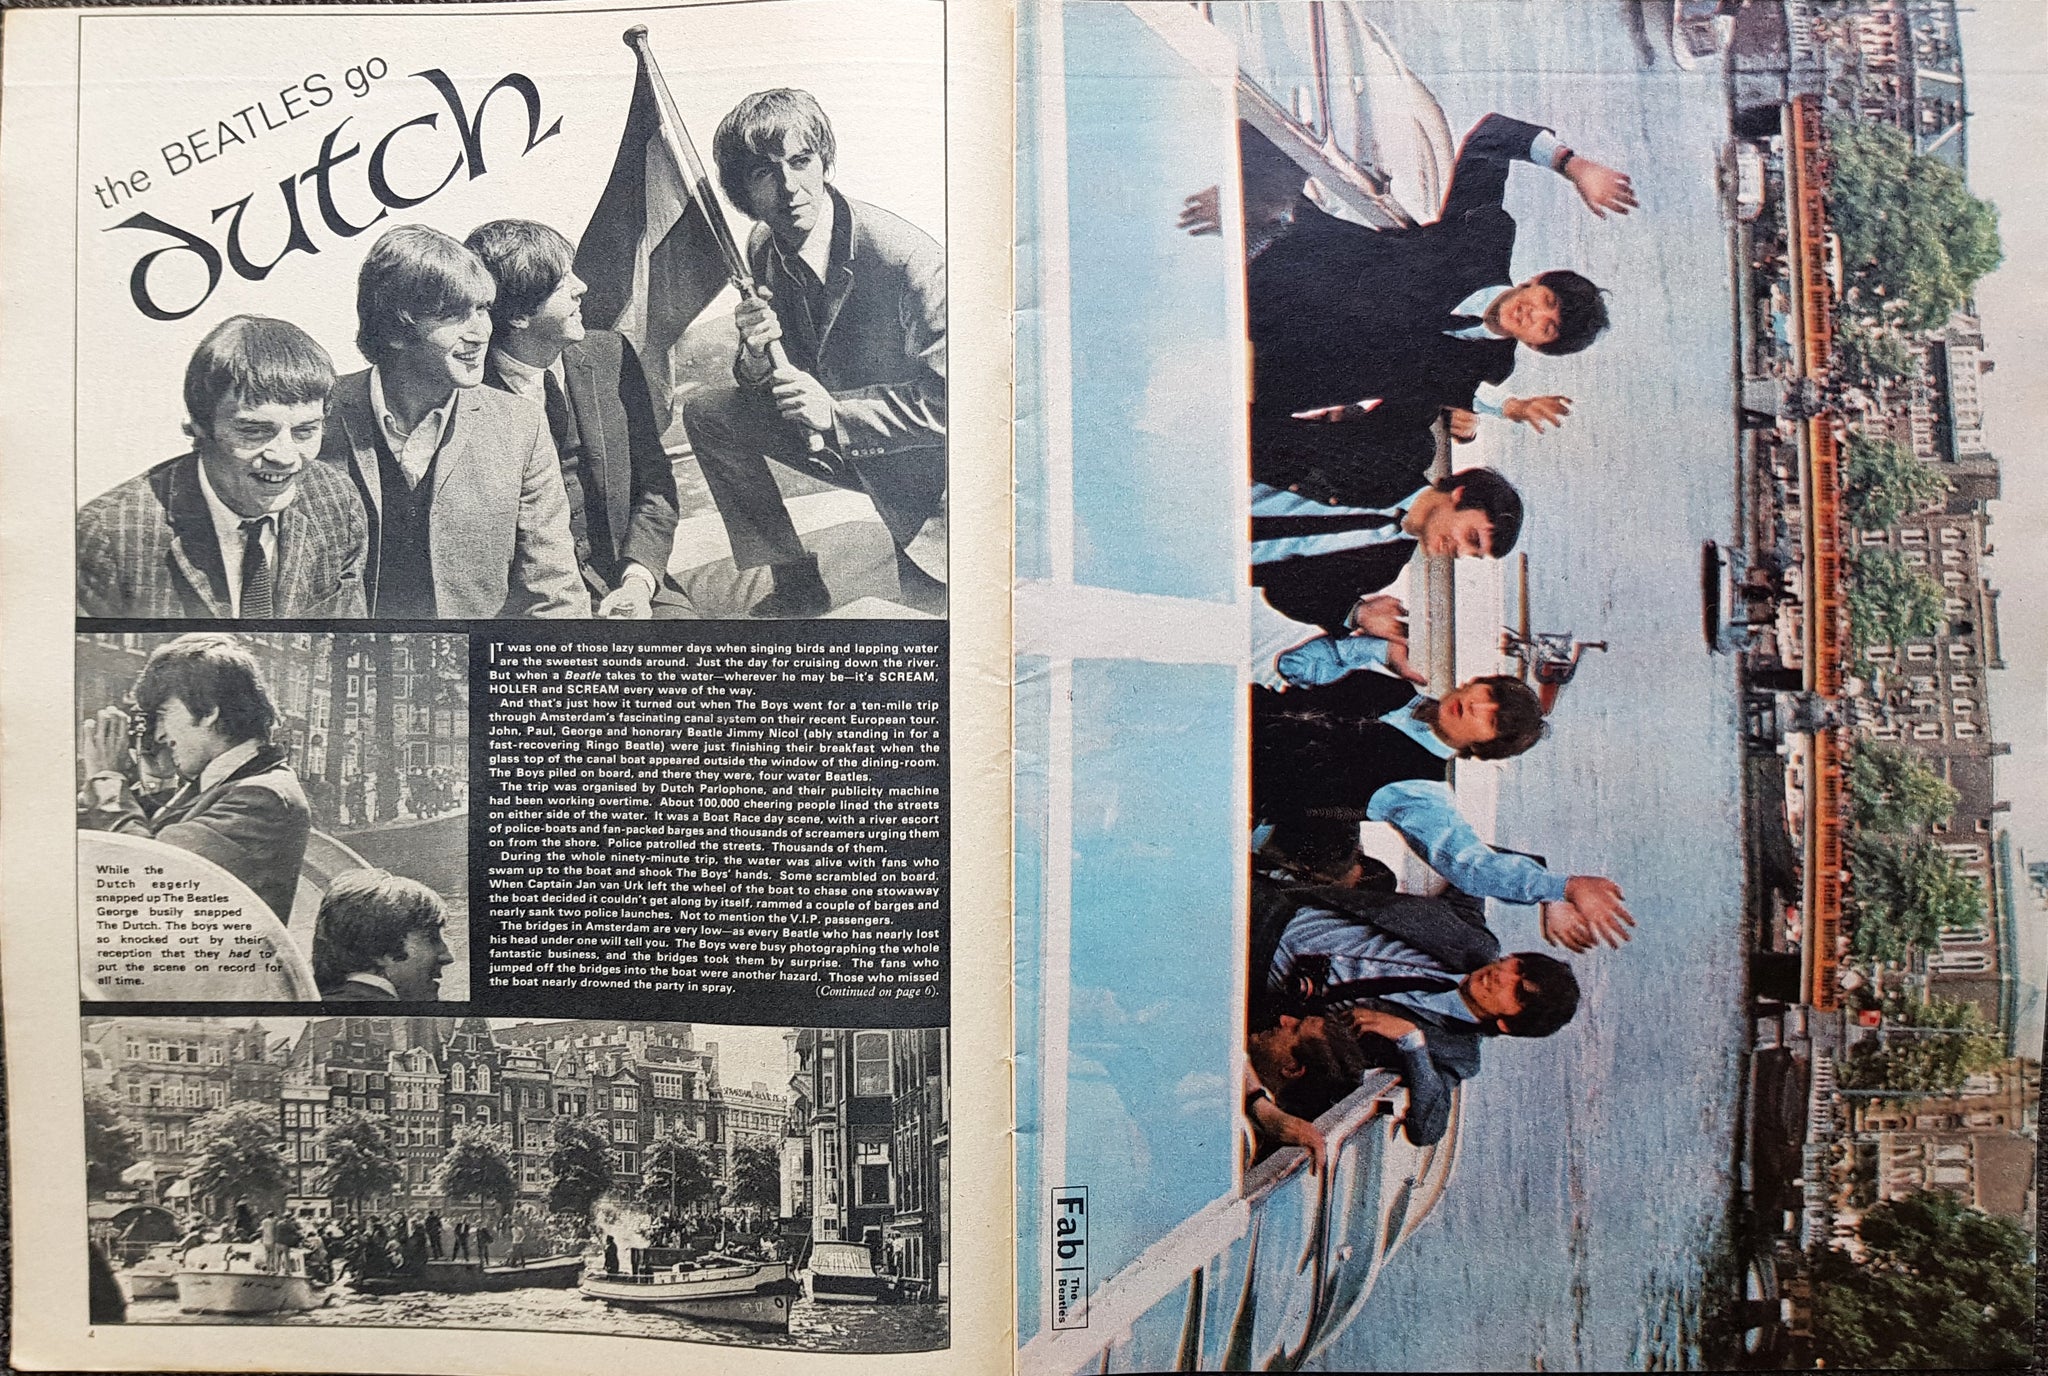 the BEATLES go
dutch
IT was one of those lazy summer days when singing birds and lapping water
are the sweetest sounds around. Just the day for cruising down the river.
But when a Beatle takes to the water—wherever he may be—it's SCREAM,
HOLLER and SCREAM every wave of the way.
And that's just how it turned out when The Boys went for a ten-mile trip
through Amsterdam's fascinating canal system on their recent European tour.
John, Paul, George and honorary Beatle Jimmy Nicol (ably standing in for a
fast-recovering Ringo Beatle) were just finishing their breakfast when the
glass top of the canal boat appeared outside the window of the dining-room.
The Boys piled on board, and there they were, four water Beatles.
The trip was organised by Dutch Parlophone, and their publicity machine
had been working overtime. About 100,000 cheering people lined the streets
on either side of the water. It was a Boat Race day scene, with a river escort
of police-boats and fan-packed barges and thousands of screamers urging them
on from the shore. Police patrolled the streets. Thousands of them.
During the whole ninety-minute trip, the water was alive with fans who
swam up to the boat and shook The Boys' hands. Some scrambled on board.
When Captain Jan van Urk left the wheel of the boat to chase one stowaway
the boat decided it couldn't get along by itself, rammed a couple of barges and
nearly sank two police launches. Not to mention the V.I.P. passengers.
The bridges in Amsterdam are very low—as every Beatle who has nearly lost
his head under one will tell you. The Boys were busy photographing the whole
fantastic business, and the bridges took them by surprise. The fans who
jumped off the bridges into the boat were another hazard. Those who missed
the boat nearly drowned the party in spray. (Continued on page 6).
While the
Dutch eagerly
snapped up The Beatles
George busily snapped
The Dutch. The boys were
so knocked out by their
reception that they had to
put the scene on record for
all time.
4
Fab
The
Beatles